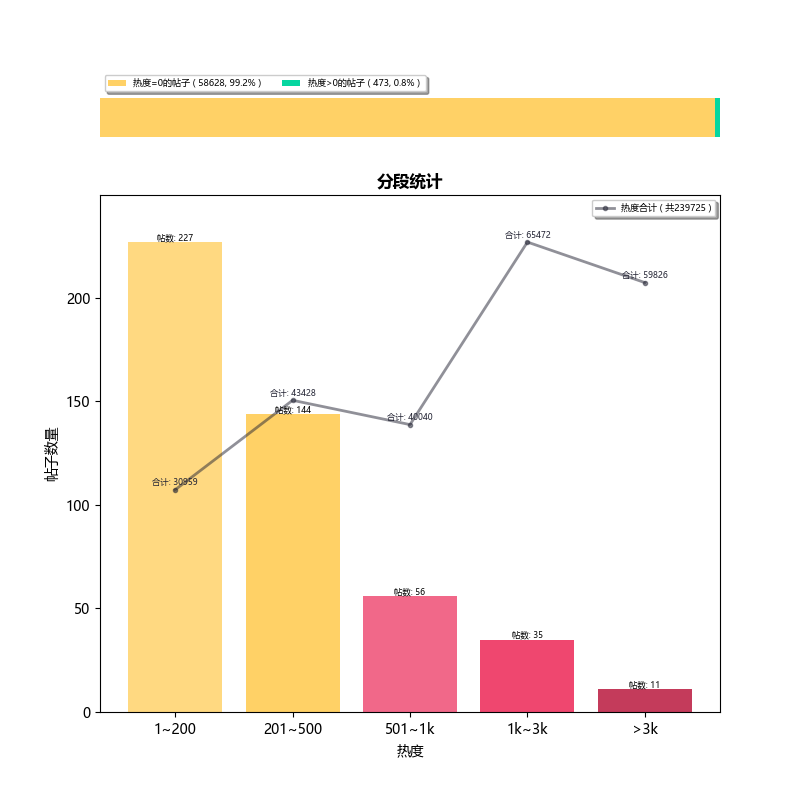 热度=0的帖子 ( 58628, 99.2% ) 热度>0的帖子 ( 473, 0.8% )
分段统计
热度合计 ( 共239725 )
帖数: 227
合计: 65472
合计: 59826
200
合计: 43428
帖数: 144
150
合计: 40040
帖子数量
合计: 30959
100
50
帖数: 56
帖数: 35
帖数: 11
0
1~200 201~500 501~1k 1k~3k >3k
热度